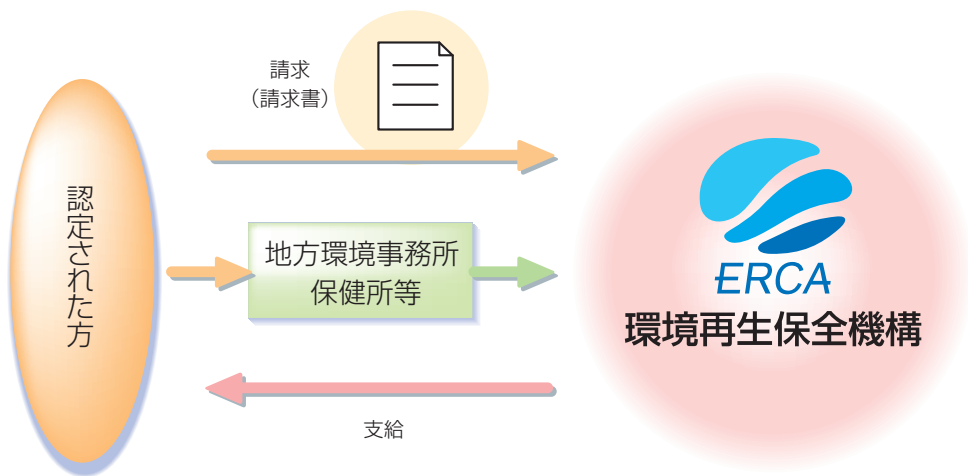 請求
（請求書）
認定された方
地方環境事務所
保健所等
ERCA
環境再生保全機構
支給